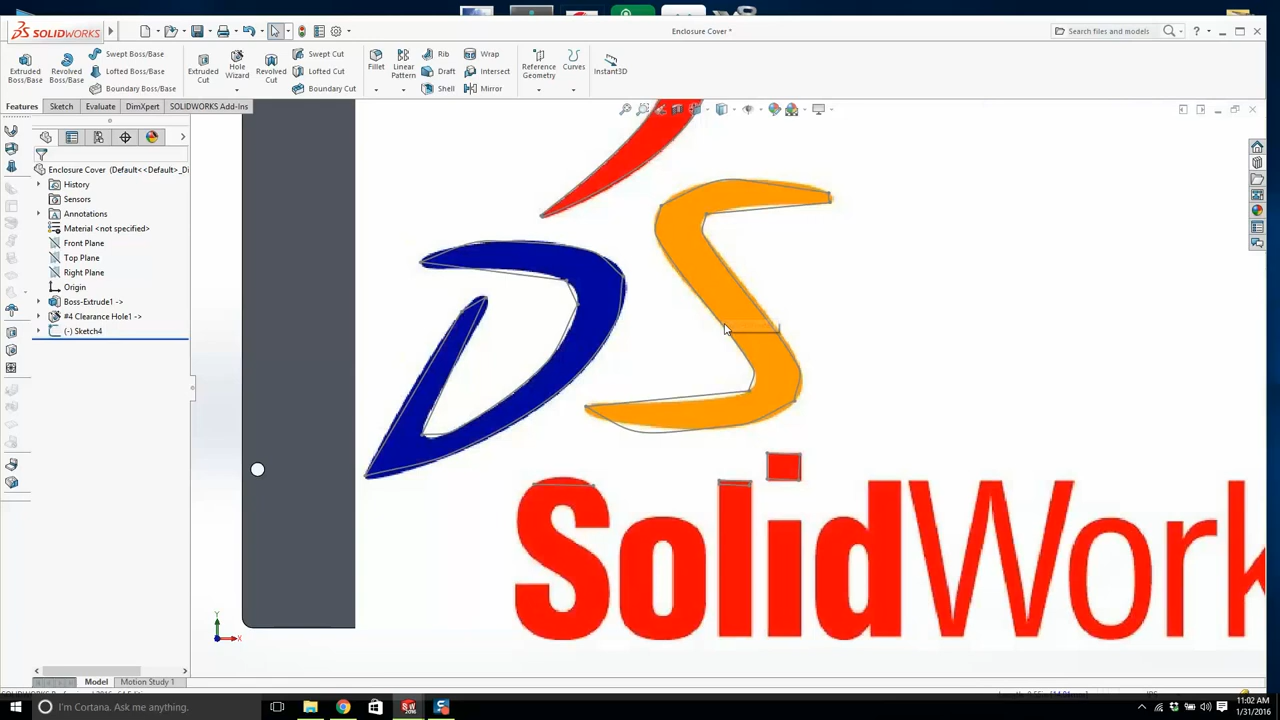 SOLIDWORKS
Enclosure Cover *
Search files and models
Extruded Boss/Base
Revolved Boss/Base
Swept Boss/Base
Lofted Boss/Base
Boundary Boss/Base
Extruded Cut
Hole Wizard
Revolved Cut
Swept Cut
Lofted Cut
Boundary Cut
Fillet
Linear Pattern
Rib
Draft
Shell
Wrap
Intersect
Mirror
Reference Geometry
Curves
Instant3D
Features Sketch Evaluate DimXpert SOLIDWORKS Add-Ins
Enclosure Cover (Default<<Default>_Di
History
Sensors
Annotations
Material <not specified>
Front Plane
Top Plane
Right Plane
Origin
Boss-Extrude1 ->
#4 Clearance Hole1 ->
(-) Sketch4
SolidWork
Y
X
Model Motion Study 1
I'm Cortana. Ask me anything.
11:02 AM
1/31/2016